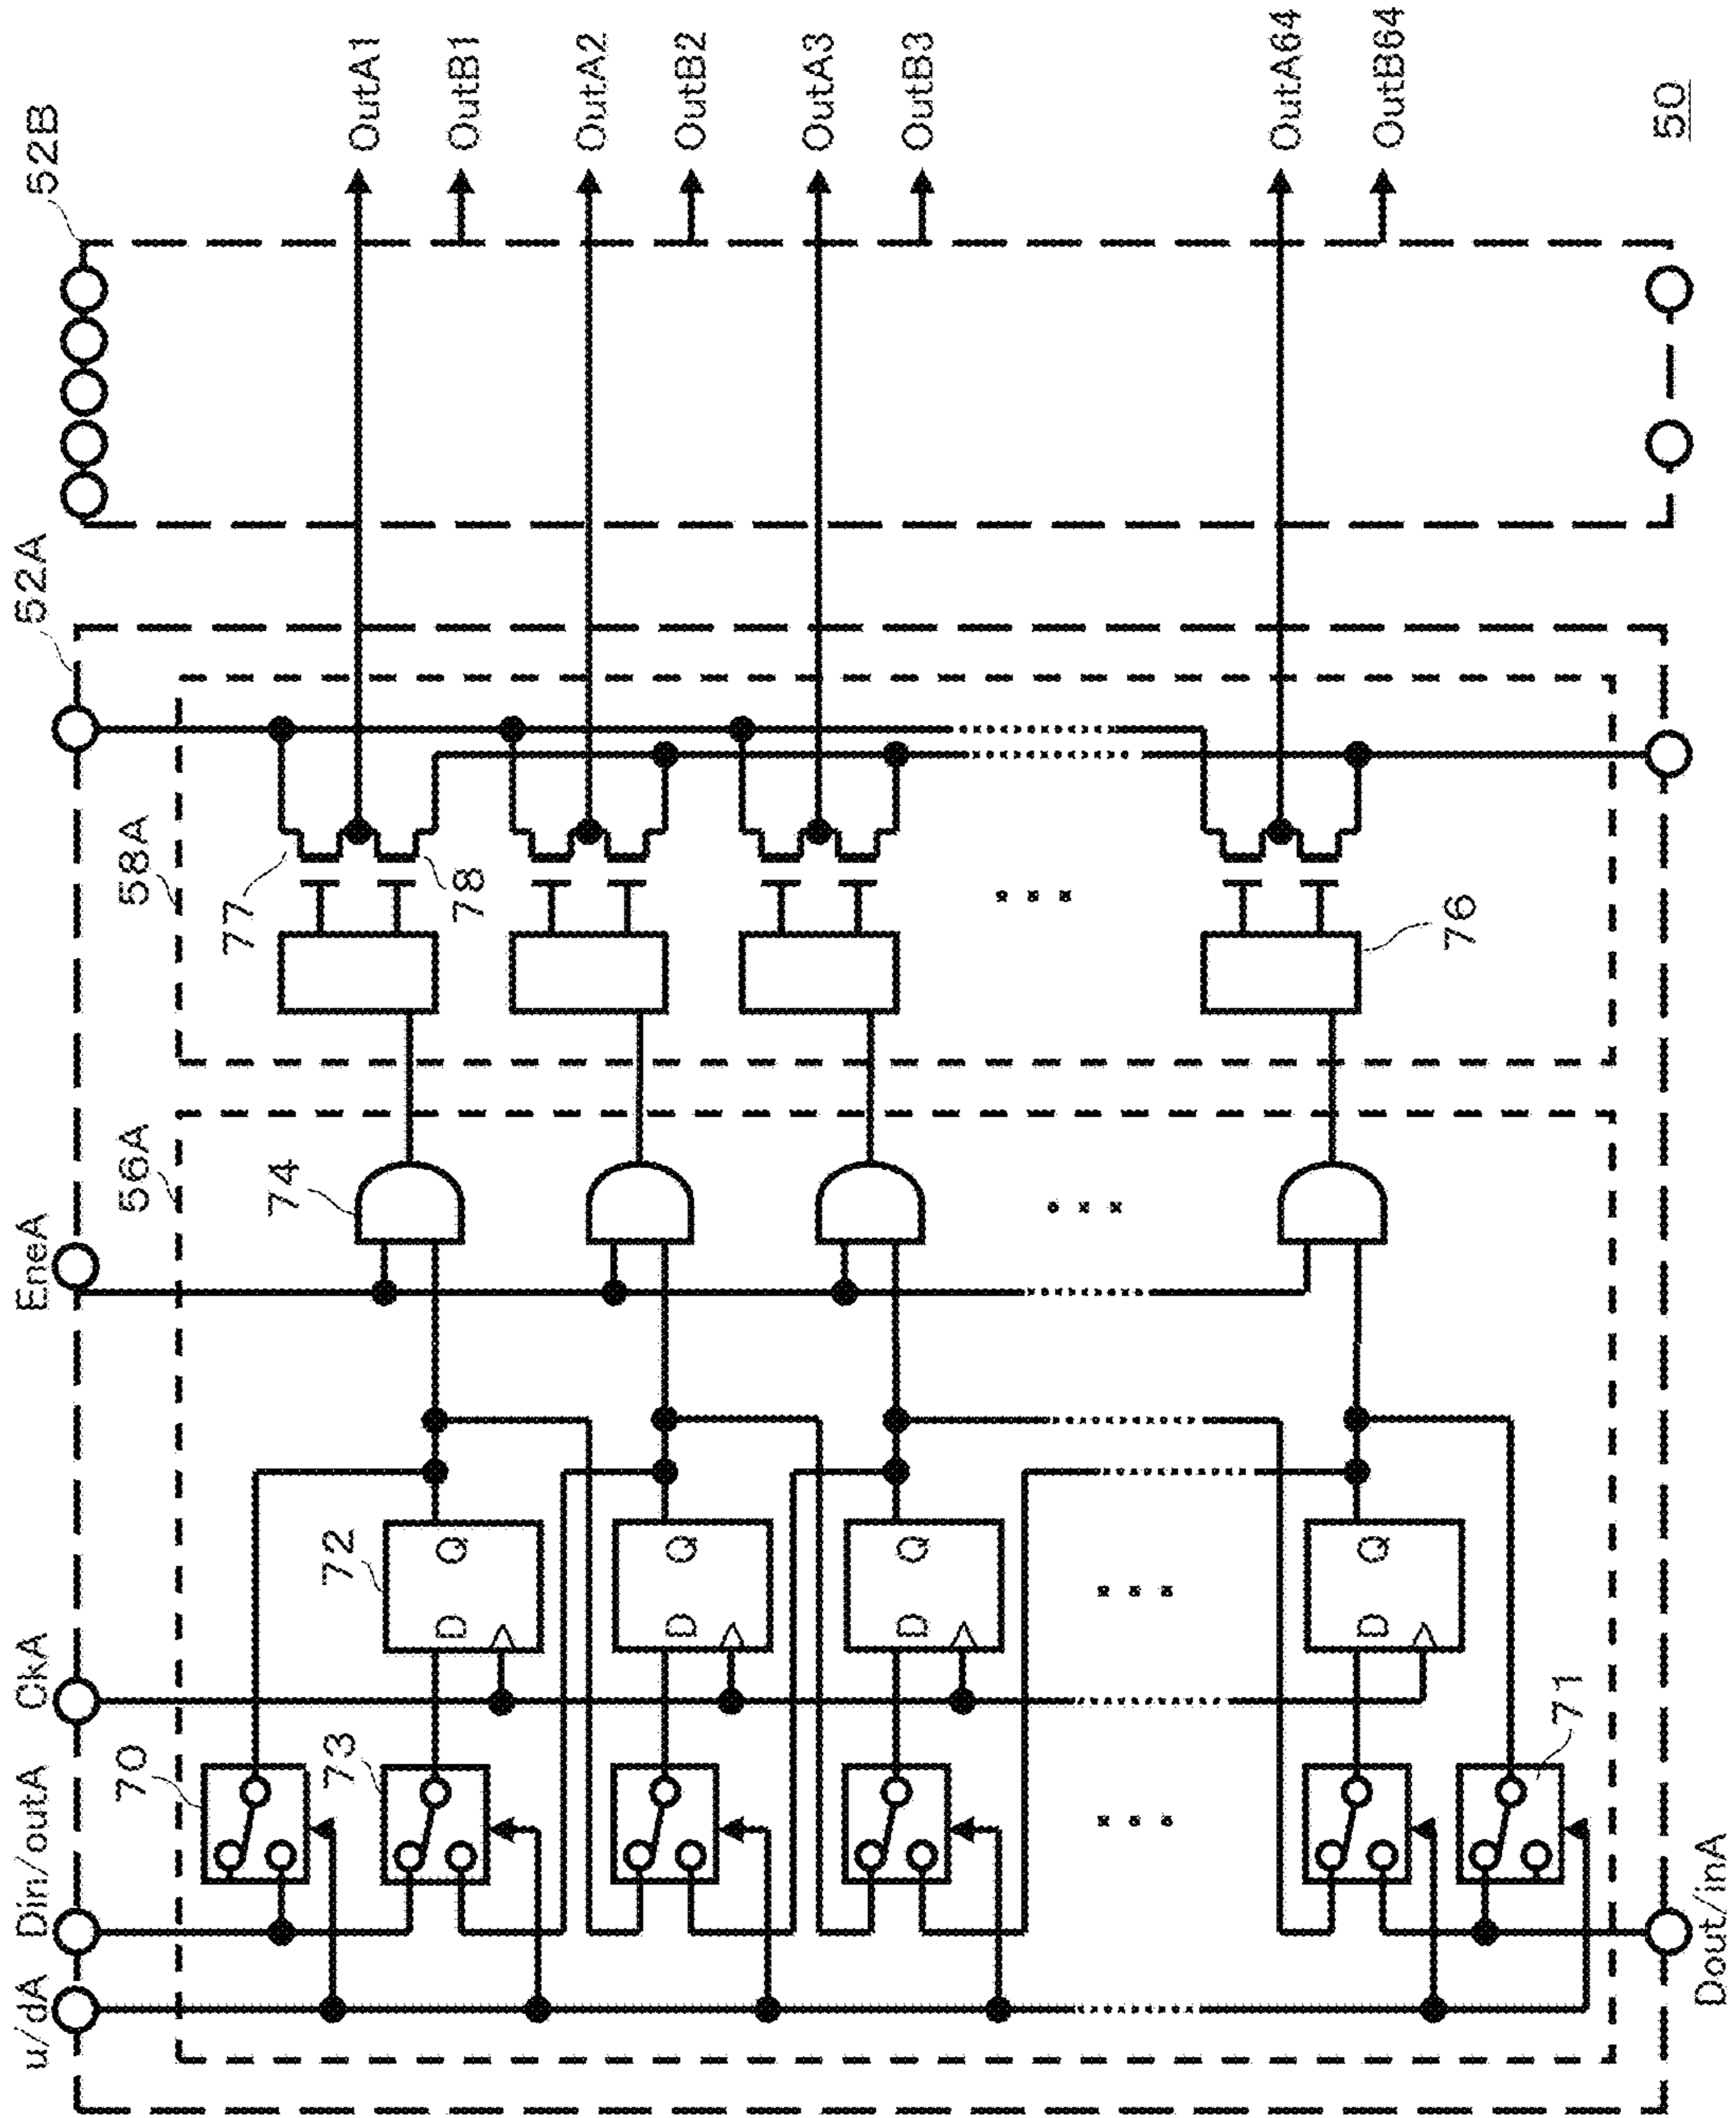 52B
OutA1
OutB1
OutA2
OutB2
OutA3
OutB3
OutA64
OutB64
50
52A
58A
77
78
76
EneA
56A
74
CkA
72
D Q
D Q
D Q
D Q
u/dA
Din/outA
70
73
71
Dout/inA